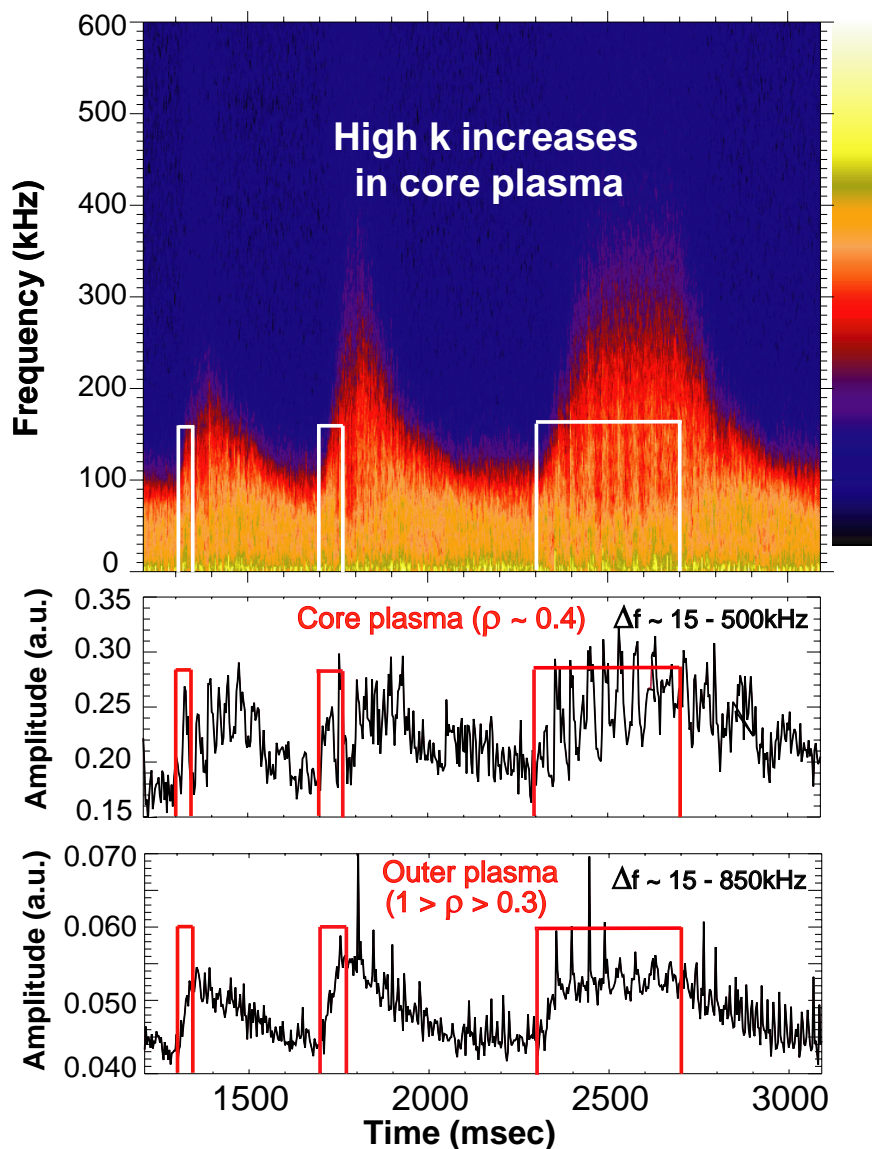 600
500
400
300
200
100
0
Frequency (kHz)
High k increases
in core plasma
0.35
0.30
0.25
0.20
0.15
Amplitude (a.u.)
Core plasma (ρ ~ 0.4)
Δf ~ 15 - 500kHz
0.070
0.060
0.050
0.040
Amplitude (a.u.)
Outer plasma
(1 > ρ > 0.3)
Δf ~ 15 - 850kHz
1500 2000 2500 3000
Time (msec)